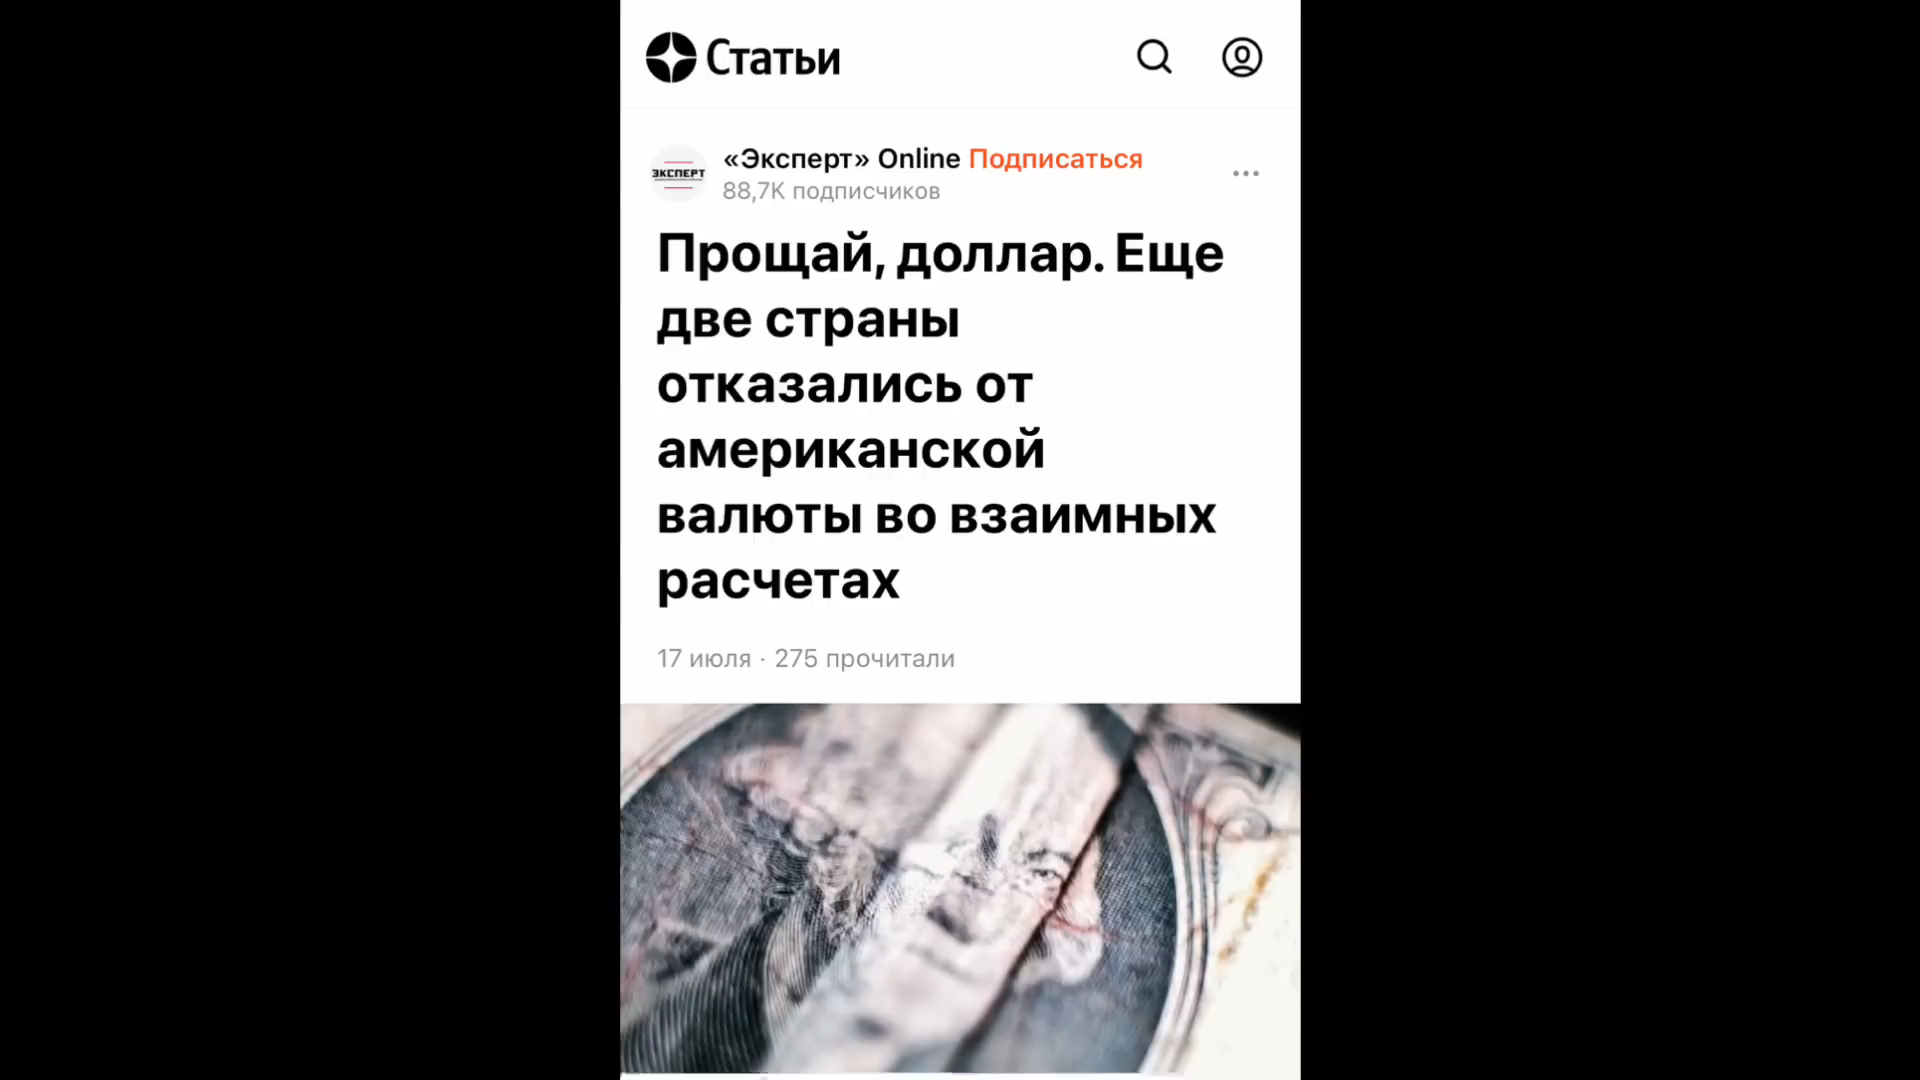 Статьи
ЭКСПЕРТ
«Эксперт» Online Подписаться
88,7K подписчиков
Прощай, доллар. Еще
две страны
отказались от
американской
валюты во взаимных
расчетах
17 июля · 275 прочитали